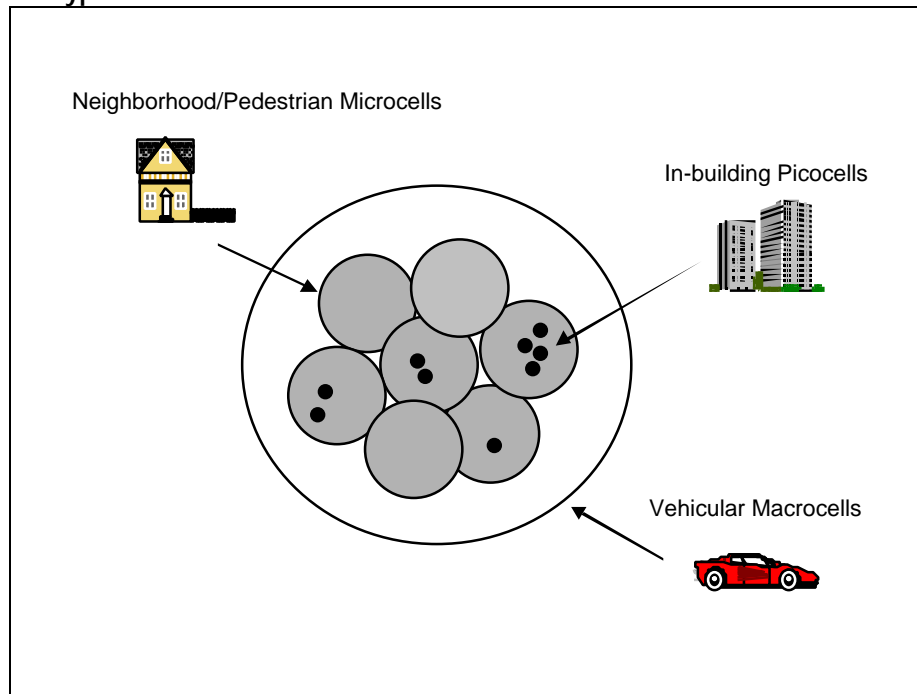 Neighborhood/Pedestrian Microcells
In-building Picocells
Vehicular Macrocells